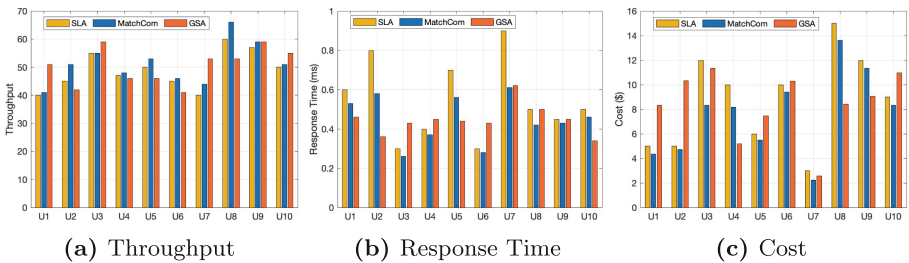 SLA MatchCom GSA
Throughput
70
60
50
40
30
20
10
0
U1 U2 U3 U4 U5 U6 U7 U8 U9 U10
(a) Throughput
SLA MatchCom GSA
Response Time (ms)
1
0.8
0.6
0.4
0.2
0
U1 U2 U3 U4 U5 U6 U7 U8 U9 U10
(b) Response Time
SLA MatchCom GSA
Cost ($)
16
14
12
10
8
6
4
2
0
U1 U2 U3 U4 U5 U6 U7 U8 U9 U10
(c) Cost